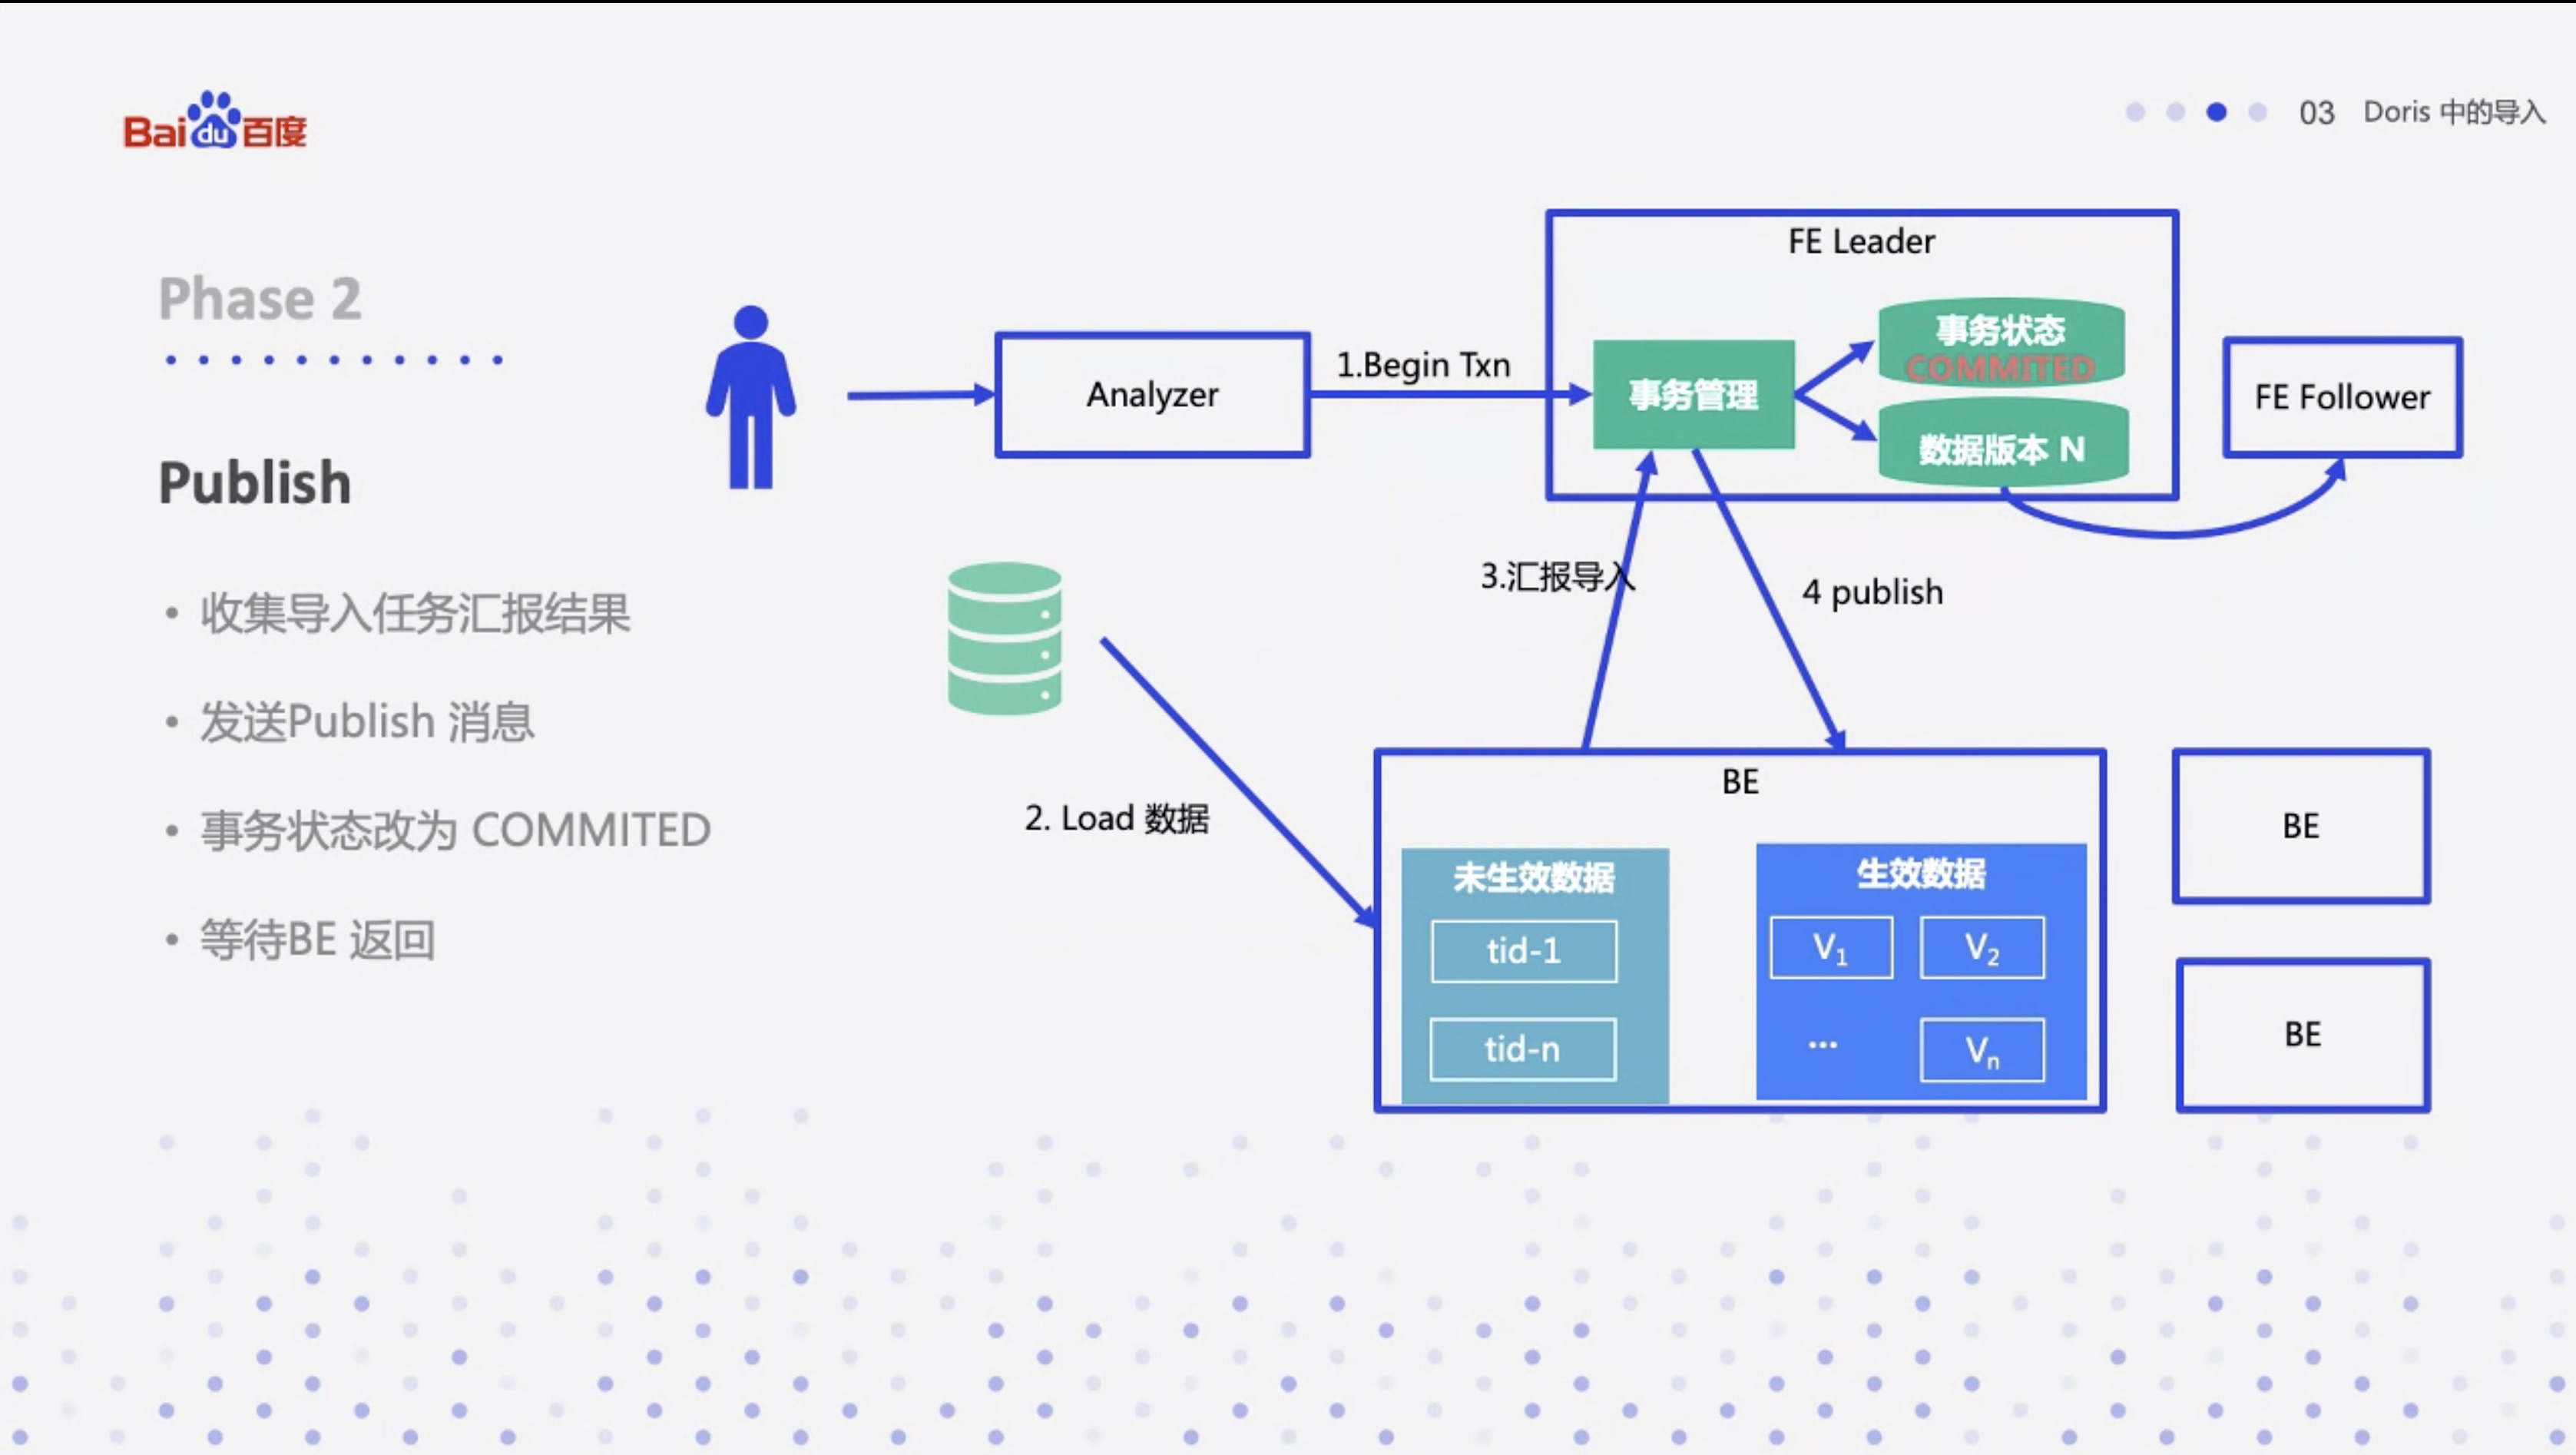 Baidu百度
03 Doris 中的导入
Phase 2
Publish
• 收集导入任务汇报结果
• 发送Publish 消息
• 事务状态改为 COMMITED
• 等待BE 返回
Analyzer
1.Begin Txn
FE Leader
事务管理
事务状态
COMMITED
数据版本 N
FE Follower
3.汇报导入
4 publish
2. Load 数据
BE
未生效数据
tid-1
tid-n
生效数据
V1 V2
... Vn
BE
BE